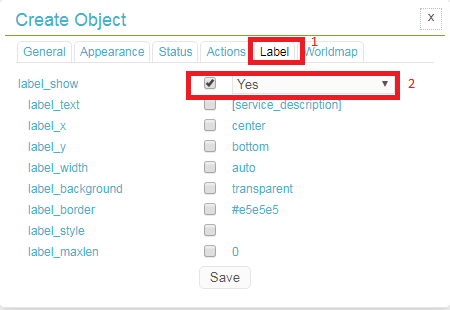 Create Object x
General Appearance Status Actions Label 1 Worldmap
label_show Yes 2
label_text [service_description]
label_x center
label_y bottom
label_width auto
label_background transparent
label_border #e5e5e5
label_style
label_maxlen 0
Save